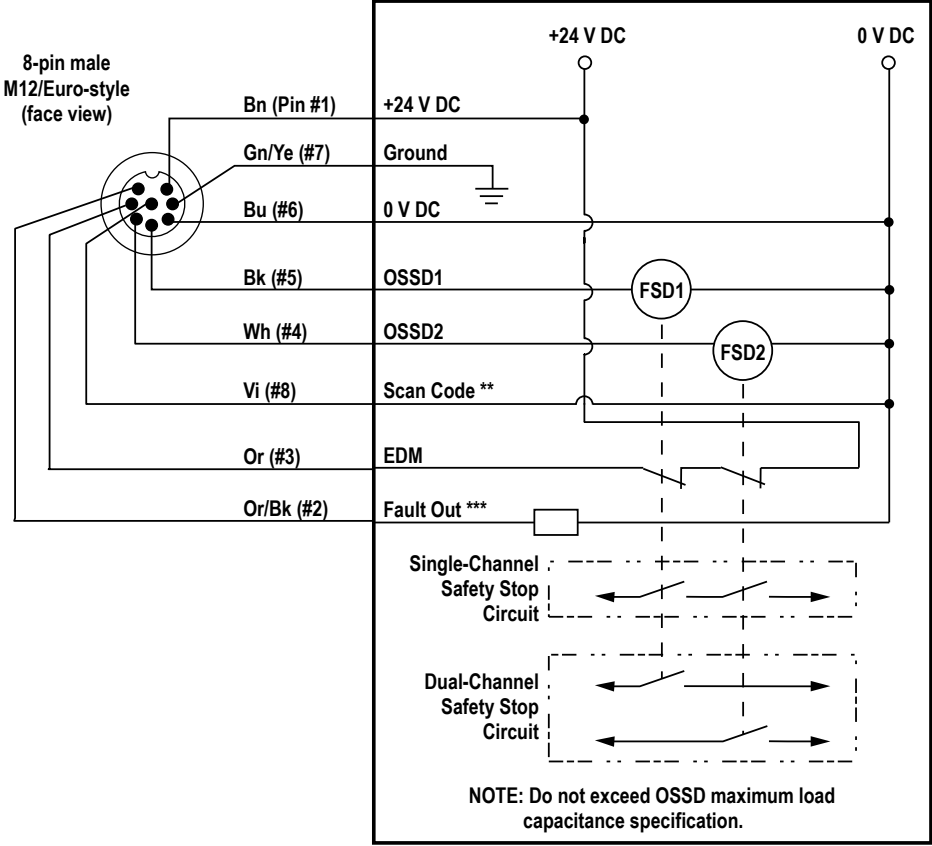 +24 V DC
0 V DC
8-pin male
M12/Euro-style
(face view)
Bn (Pin #1)
+24 V DC
Gn/Ye (#7)
Ground
Bu (#6)
0 V DC
Bk (#5)
OSSD1
FSD1
Wh (#4)
OSSD2
FSD2
Vi (#8)
Scan Code **
Or (#3)
EDM
Or/Bk (#2)
Fault Out ***
Single-Channel
Safety Stop
Circuit
Dual-Channel
Safety Stop
Circuit
NOTE: Do not exceed OSSD maximum load
capacitance specification.